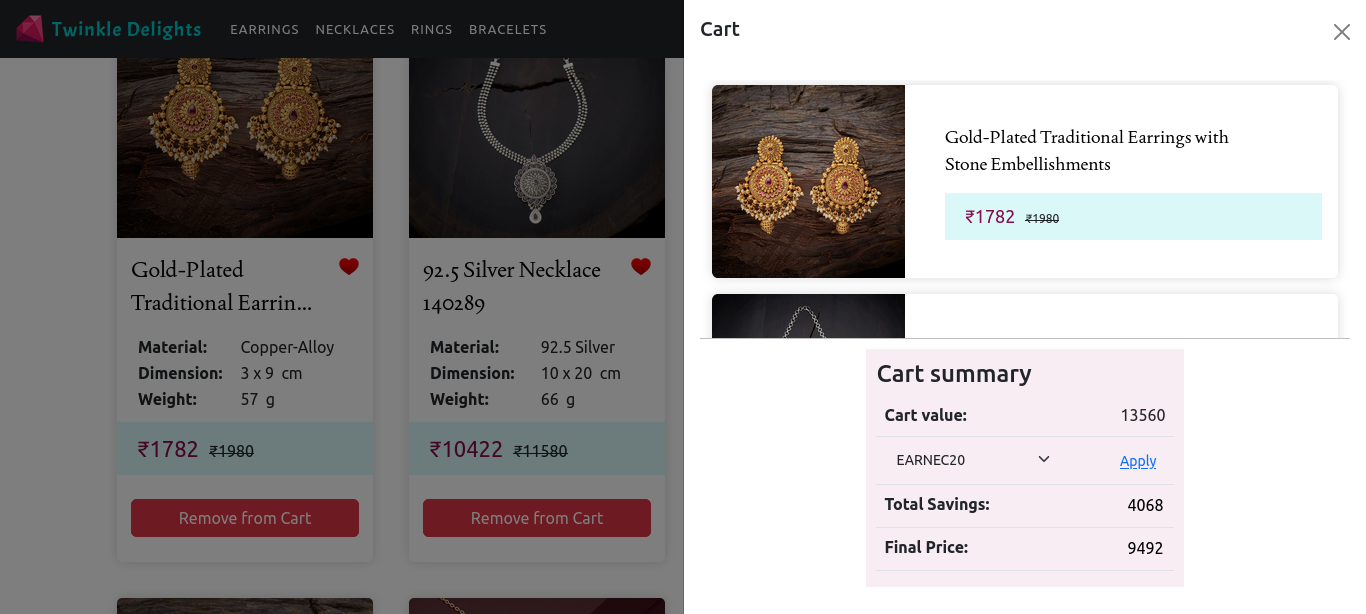 Twinkle Delights
EARRINGS NECKLACES RINGS BRACELETS
Gold-Plated
Traditional Earrin...
Material: Copper-Alloy
Dimension: 3 x 9 cm
Weight: 57 g
₹1782 ₹1980
Remove from Cart
92.5 Silver Necklace
140289
Material: 92.5 Silver
Dimension: 10 x 20 cm
Weight: 66 g
₹10422 ₹11580
Remove from Cart
Cart
Gold-Plated Traditional Earrings with
Stone Embellishments
₹1782 ₹1980
Cart summary
Cart value: 13560
EARNEC20 Apply
Total Savings: 4068
Final Price: 9492